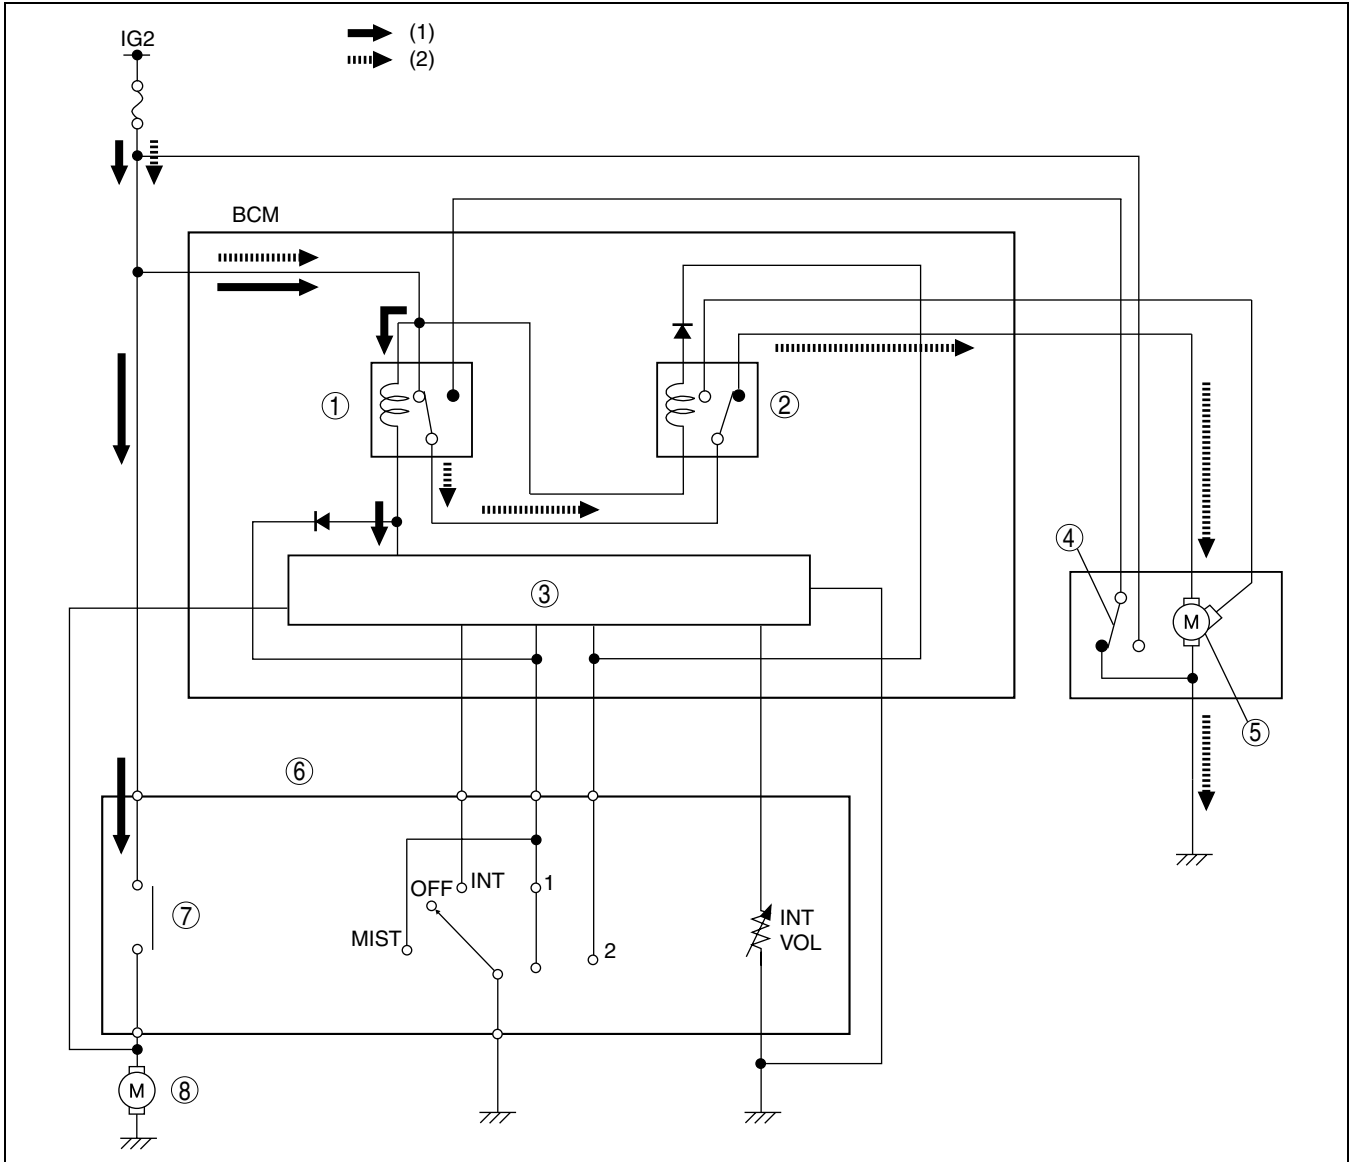 IG2
(1)
(2)
BCM
①
②
③
④
M
⑤
⑥
OFF
INT
1
MIST
2
INT
VOL
⑦
M
⑧